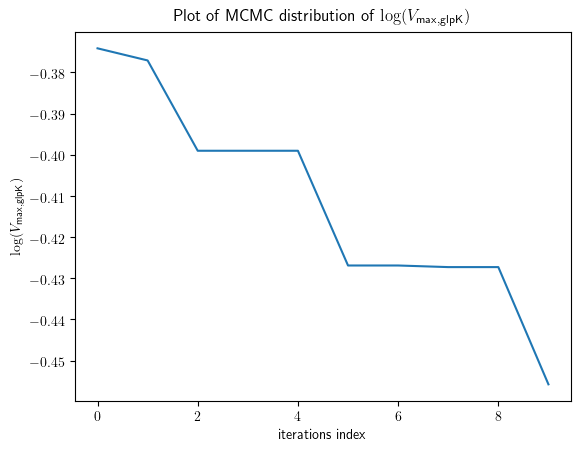 Plot of MCMC distribution of log(V_max,glpK)
log(V_max,glpK)
−0.38
−0.39
−0.40
−0.41
−0.42
−0.43
−0.44
−0.45
0 2 4 6 8
iterations index